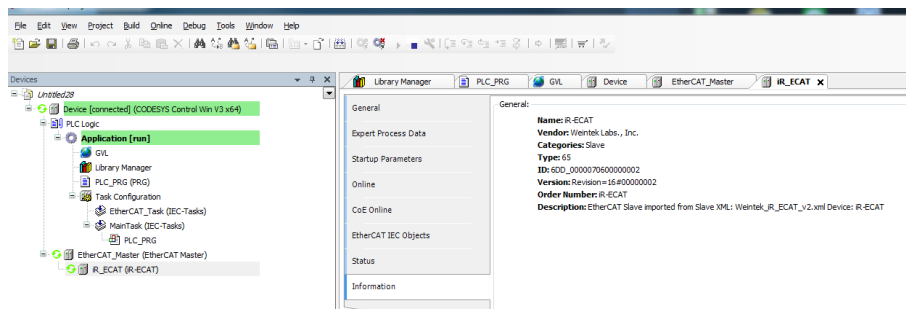 File Edit View Project Build Online Debug Tools Window Help
Devices
Library Manager PLC_PRG GVL Device EtherCAT_Master iR_ECAT
Untitled28
Device [connected] (CODESYS Control Win V3 x64)
PLC Logic
Application [run]
GVL
Library Manager
PLC_PRG (PRG)
Task Configuration
EtherCAT_Task (IEC-Tasks)
MainTask (IEC-Tasks)
PLC_PRG
EtherCAT_Master (EtherCAT Master)
iR_ECAT (iR-ECAT)
General
Expert Process Data
Startup Parameters
Online
CoE Online
EtherCAT IEC Objects
Status
Information
General:
Name: iR-ECAT
Vendor: Weintek Labs., Inc.
Categories: Slave
Type: 65
ID: 6DD_0000070600000002
Version: Revision=16#00000002
Order Number: iR-ECAT
Description: EtherCAT Slave imported from Slave XML: Weintek_iR_ECAT_v2.xml Device: iR-ECAT